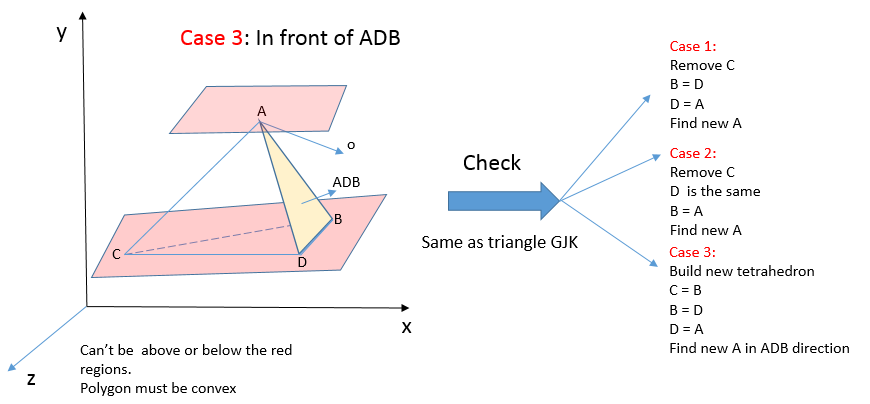 Case 3: In front of ADB
y
A
o
ADB
B
C
D
x
z
Can't be above or below the red
regions.
Polygon must be convex
Check
Same as triangle GJK
Case 1:
Remove C
B = D
D = A
Find new A
Case 2:
Remove C
D is the same
B = A
Find new A
Case 3:
Build new tetrahedron
C = B
B = D
D = A
Find new A in ADB direction